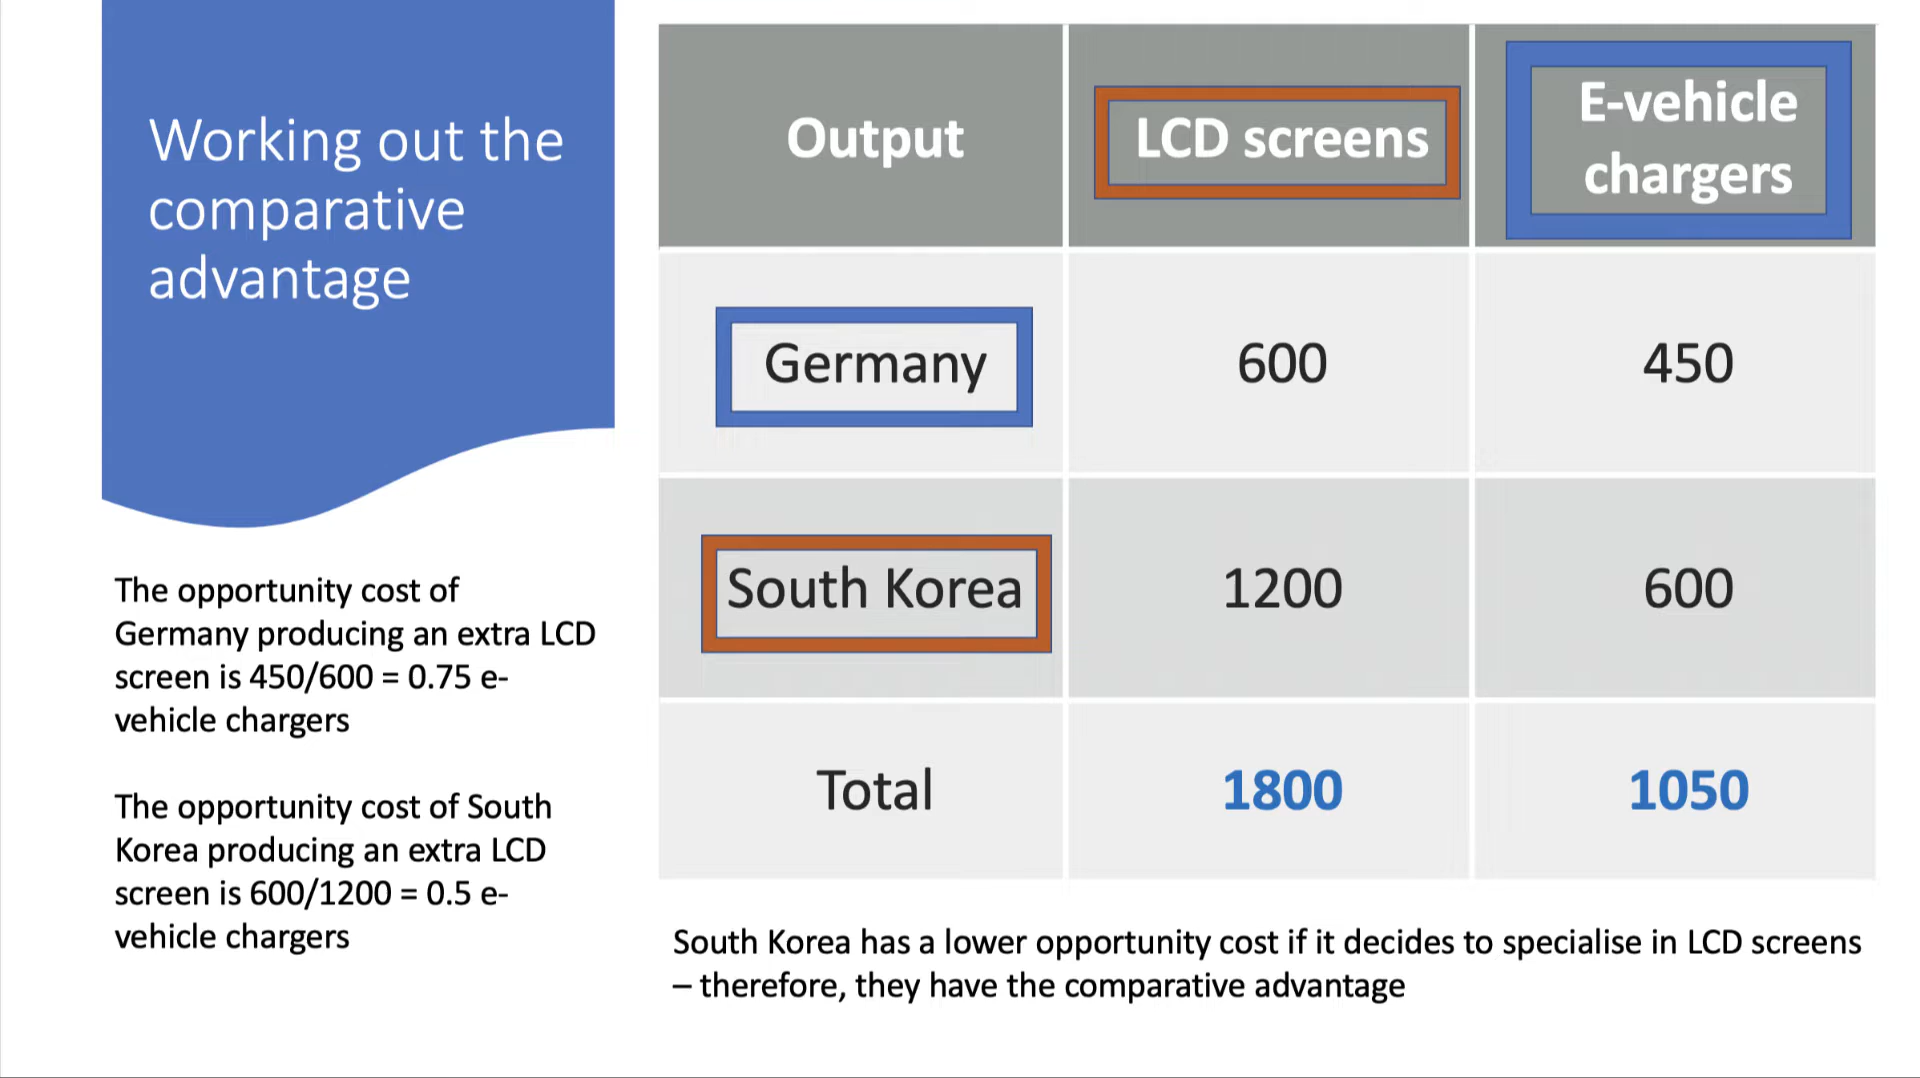 Working out the
comparative
advantage
The opportunity cost of
Germany producing an extra LCD
screen is 450/600 = 0.75 e-
vehicle chargers
The opportunity cost of South
Korea producing an extra LCD
screen is 600/1200 = 0.5 e-
vehicle chargers
Output LCD screens E-vehicle
chargers
Germany 600 450
South Korea 1200 600
Total 1800 1050
South Korea has a lower opportunity cost if it decides to specialise in LCD screens
– therefore, they have the comparative advantage